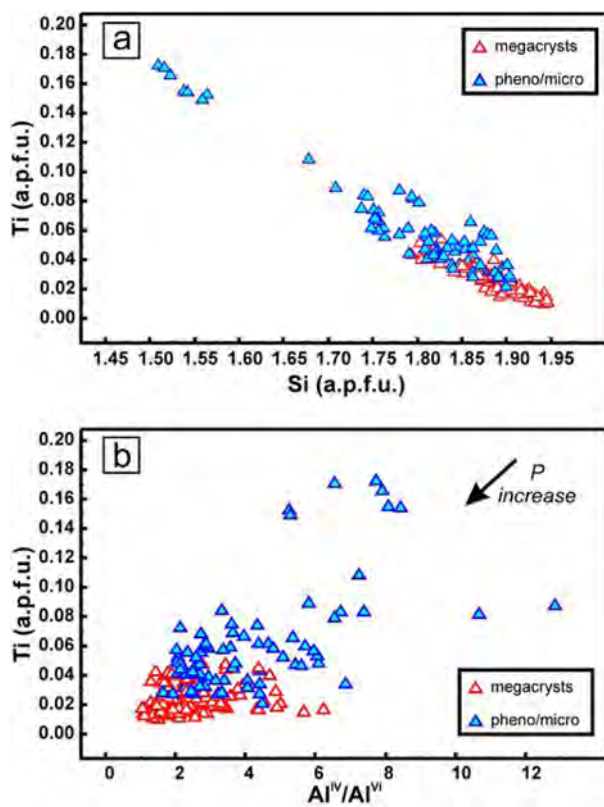 a
megacrysts
pheno/micro
0.20
0.18
0.16
0.14
0.12
0.10
0.08
0.06
0.04
0.02
0.00
Ti (a.p.f.u.)
1.45 1.50 1.55 1.60 1.65 1.70 1.75 1.80 1.85 1.90 1.95
Si (a.p.f.u.)
b
P
increase
0.20
0.18
0.16
0.14
0.12
0.10
0.08
0.06
0.04
0.02
0.00
Ti (a.p.f.u.)
megacrysts
pheno/micro
0 2 4 6 8 10 12 14
Al^IV/Al^VI